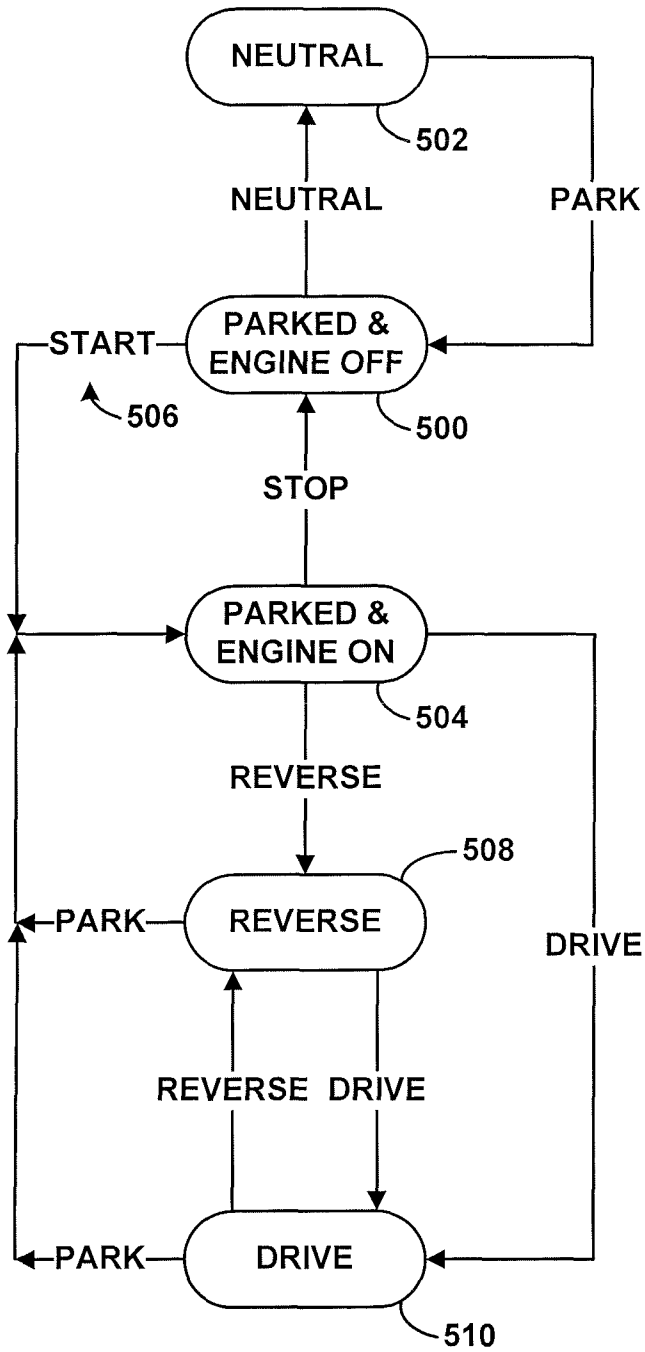 NEUTRAL
502
NEUTRAL
PARK
PARKED &
ENGINE OFF
START
506
500
STOP
PARKED &
ENGINE ON
504
REVERSE
508
REVERSE
PARK
DRIVE
REVERSE
DRIVE
DRIVE
PARK
510